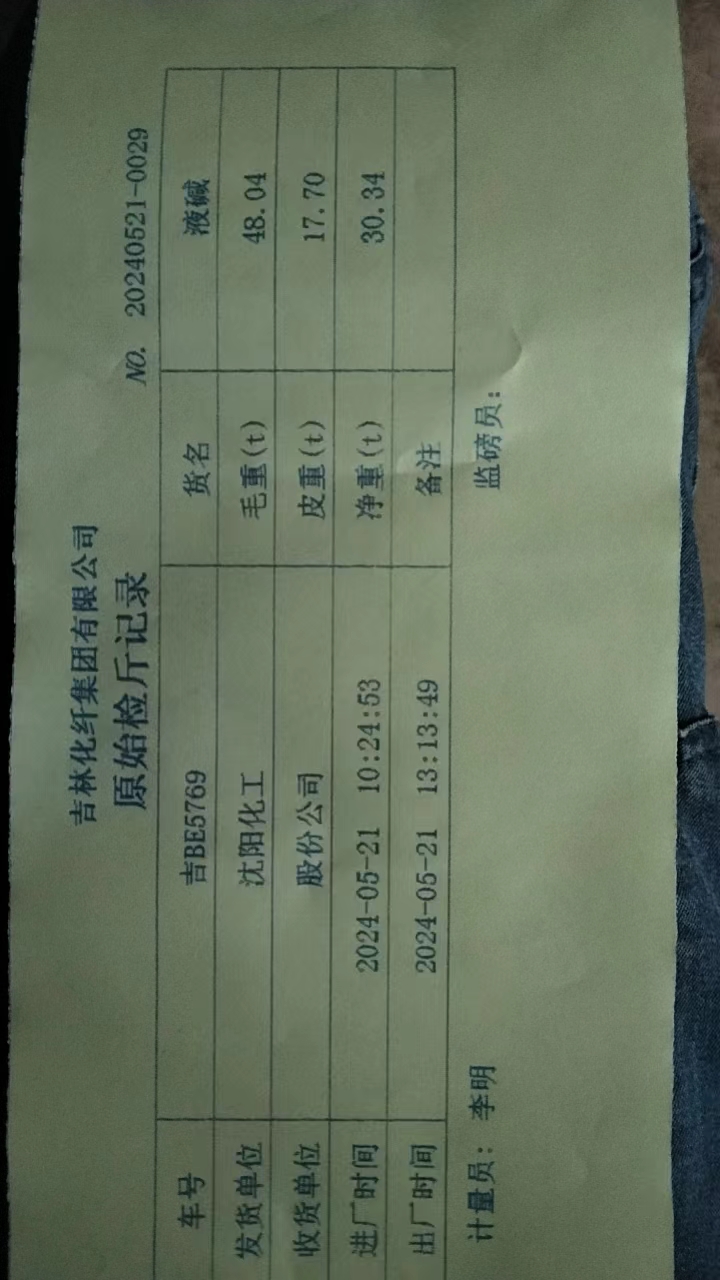 吉林化纤集团有限公司
原始检斤记录
NO. 20240521-0029
车号 吉BE5769 货名 液碱
发货单位 沈阳化工 毛重(t) 48.04
收货单位 股份公司 皮重(t) 17.70
进厂时间 2024-05-21 10:24:53 净重(t) 30.34
出厂时间 2024-05-21 13:13:49 备注
计量员: 李明 监磅员: